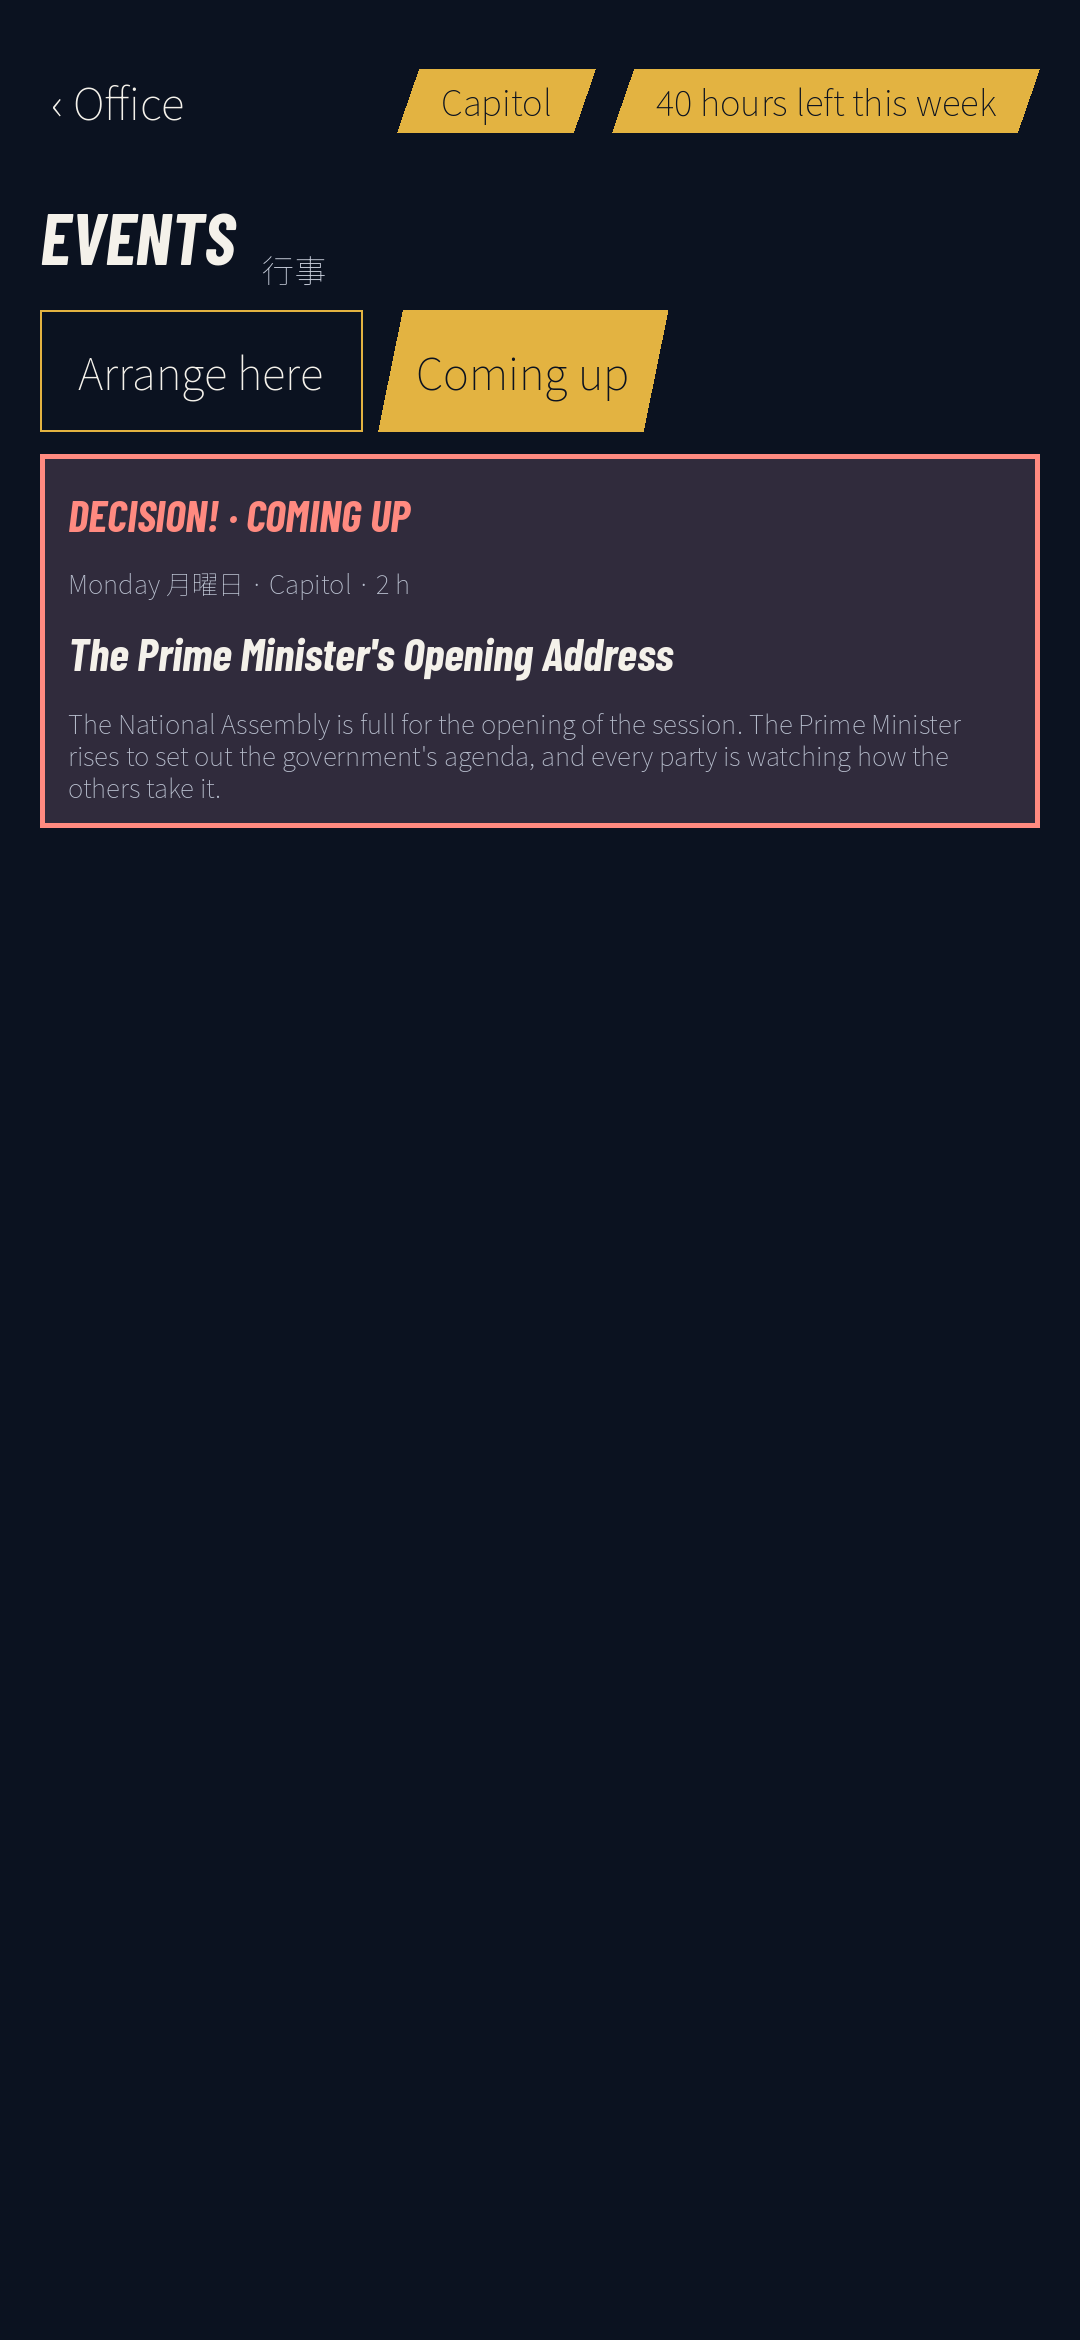 ‹ Office
Capitol
40 hours left this week
EVENTS
行事
Arrange here
Coming up
DECISION! · COMING UP
Monday 月曜日 · Capitol · 2 h
The Prime Minister's Opening Address
The National Assembly is full for the opening of the session. The Prime Minister
rises to set out the government's agenda, and every party is watching how the
others take it.